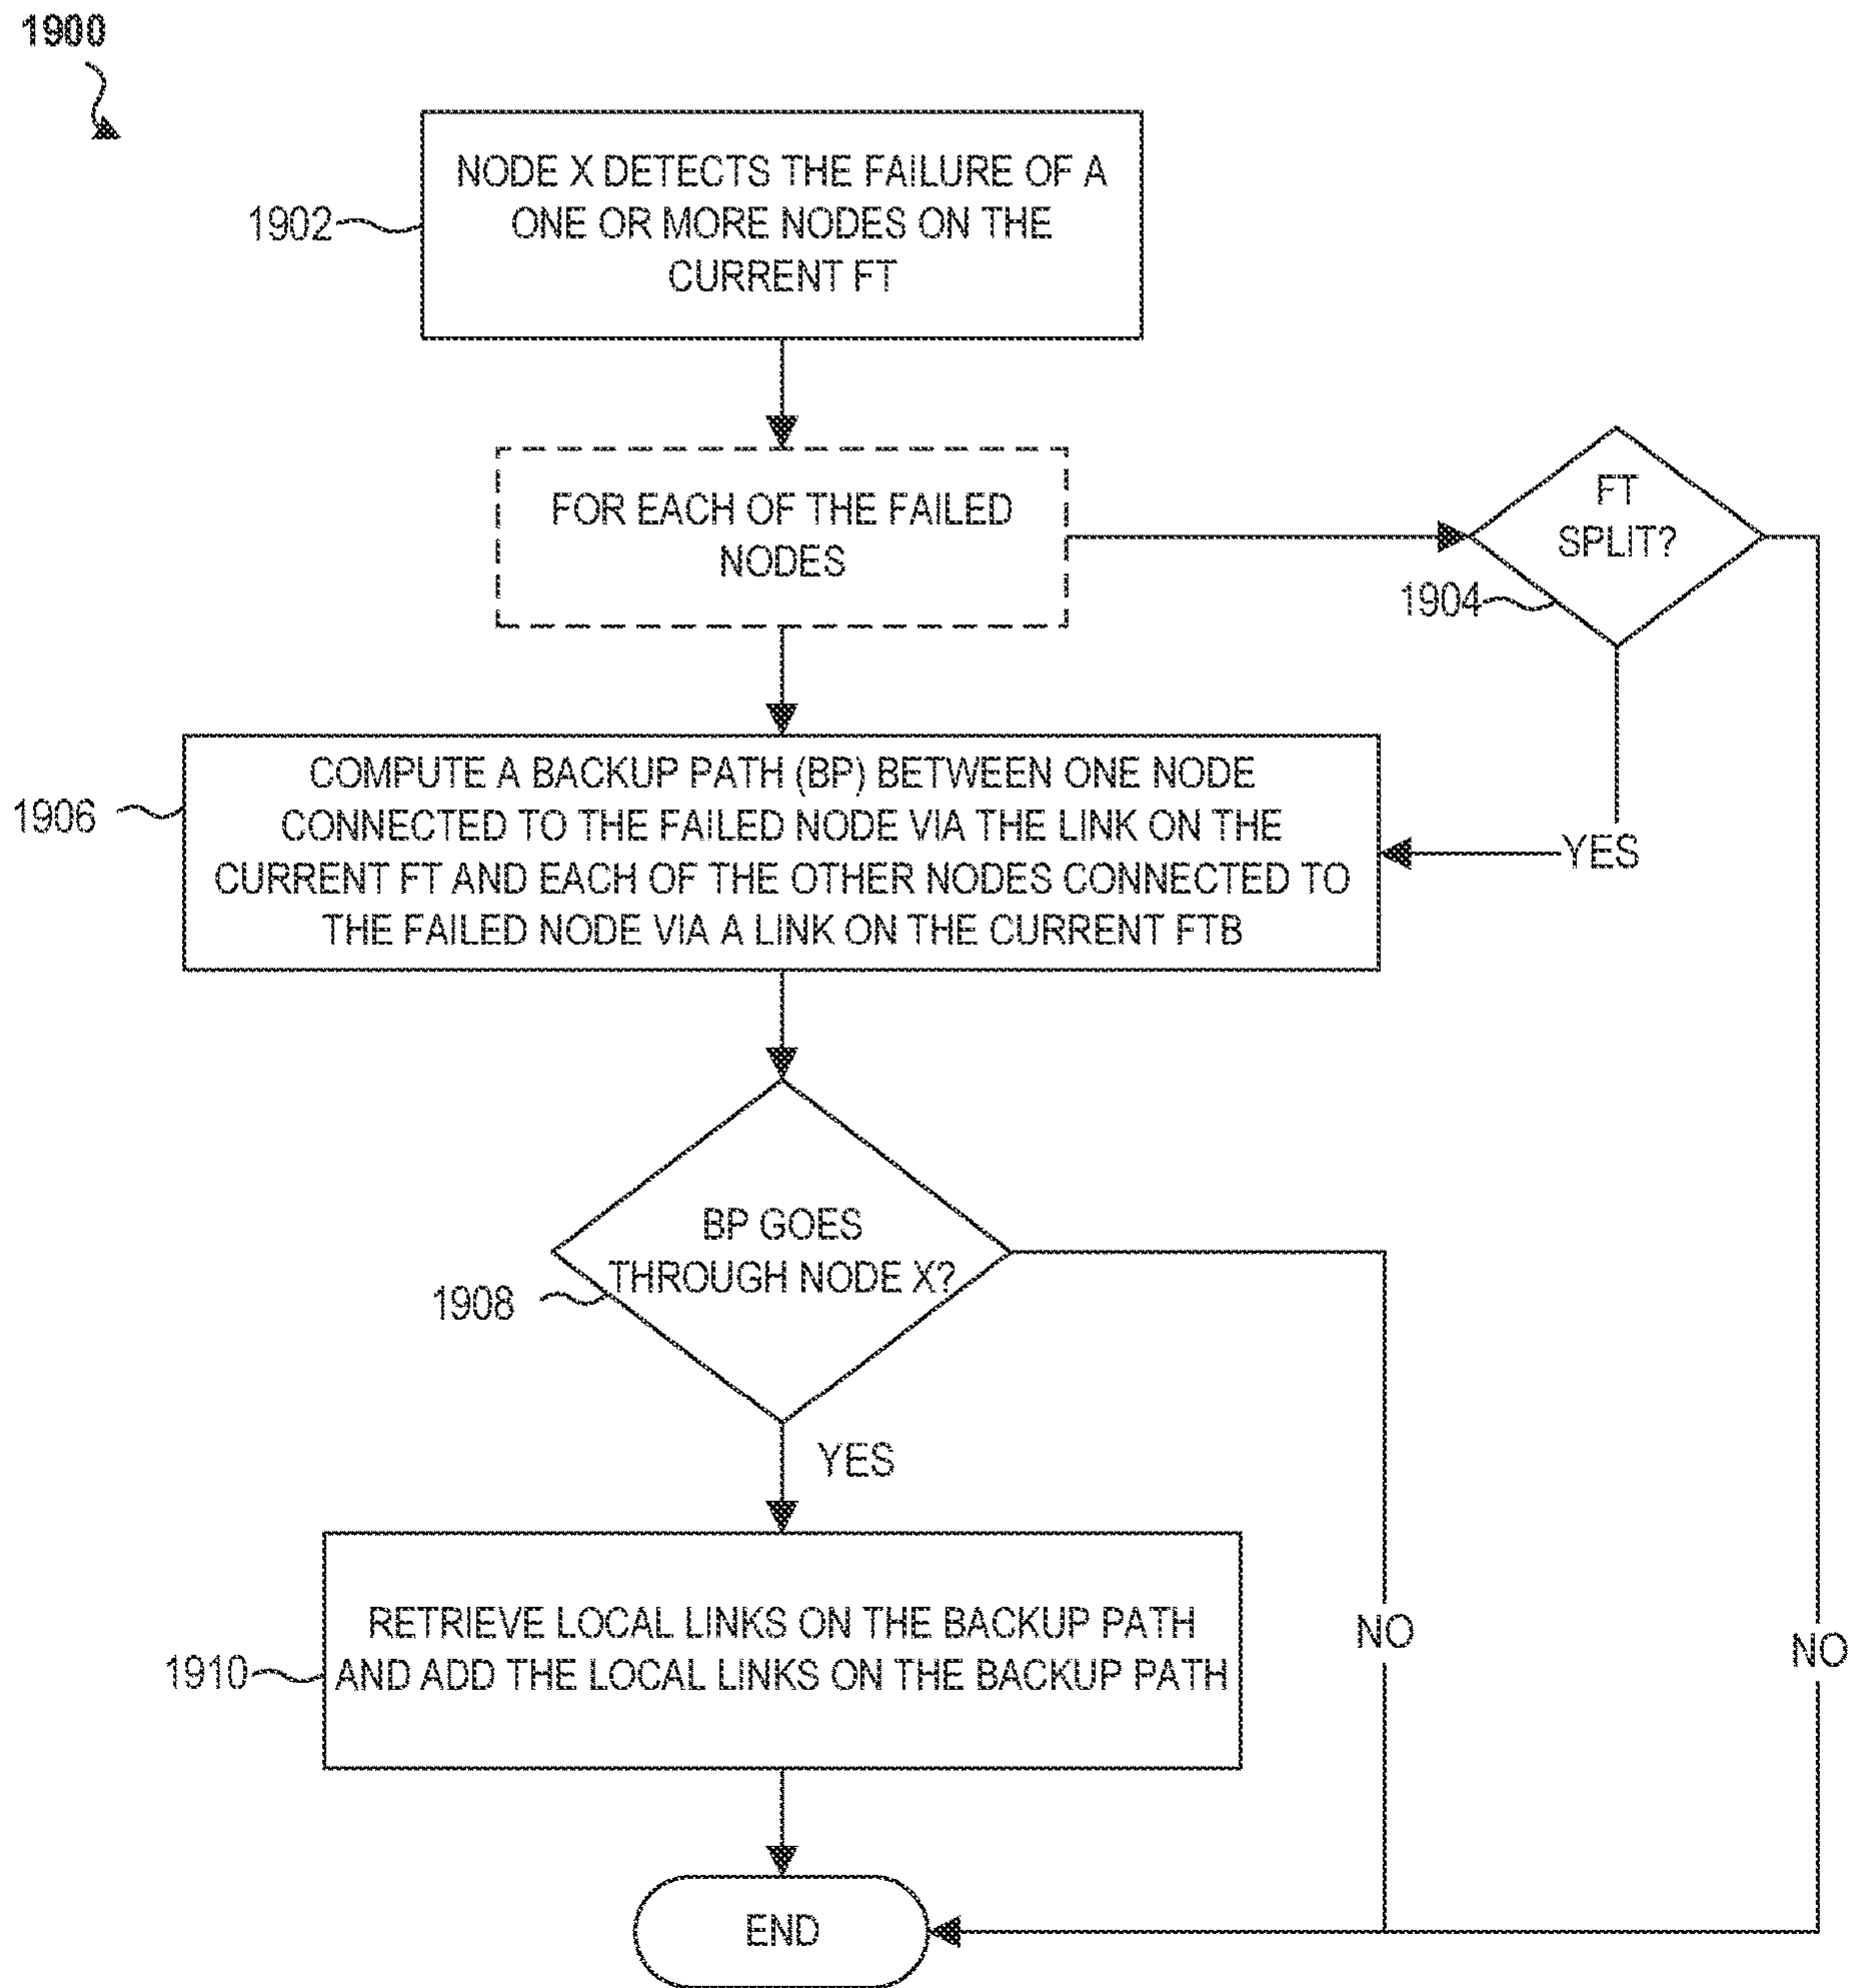 1900
NODE X DETECTS THE FAILURE OF A
ONE OR MORE NODES ON THE
CURRENT FT
1902
FOR EACH OF THE FAILED
NODES
FT
SPLIT?
1904
YES
COMPUTE A BACKUP PATH (BP) BETWEEN ONE NODE
CONNECTED TO THE FAILED NODE VIA THE LINK ON THE
CURRENT FT AND EACH OF THE OTHER NODES CONNECTED TO
THE FAILED NODE VIA A LINK ON THE CURRENT FTB
1906
BP GOES
THROUGH NODE X?
1908
YES
NO
NO
RETRIEVE LOCAL LINKS ON THE BACKUP PATH
AND ADD THE LOCAL LINKS ON THE BACKUP PATH
1910
END